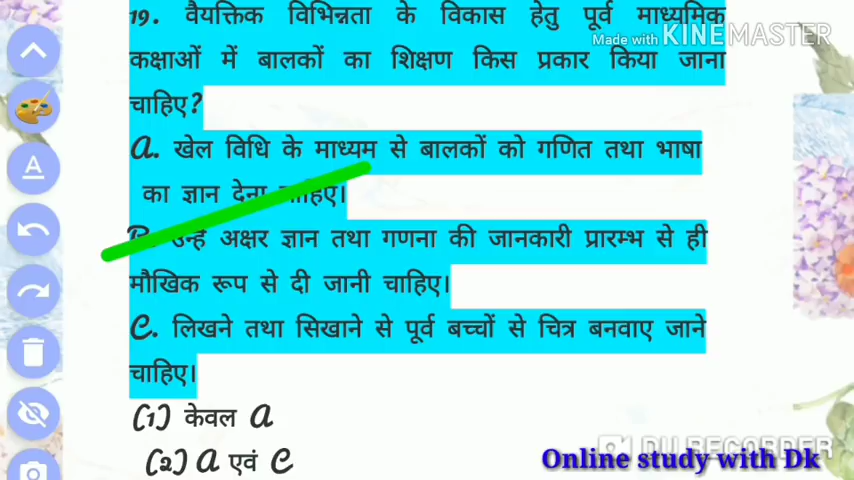 19. वैयक्तिक विभिन्नता के विकास हेतु पूर्व माध्यमिक
Made with KINEMASTER
कक्षाओं में बालकों का शिक्षण किस प्रकार किया जाना
चाहिए?
A. खेल विधि के माध्यम से बालकों को गणित तथा भाषा
का ज्ञान देना चाहिए।
B. उन्हें अक्षर ज्ञान तथा गणना की जानकारी प्रारम्भ से ही
मौखिक रूप से दी जानी चाहिए।
C. लिखने तथा सिखाने से पूर्व बच्चों से चित्र बनवाए जाने
चाहिए।
(1) केवल A
(2) A एवं C
DU RECORDER
Online study with Dk